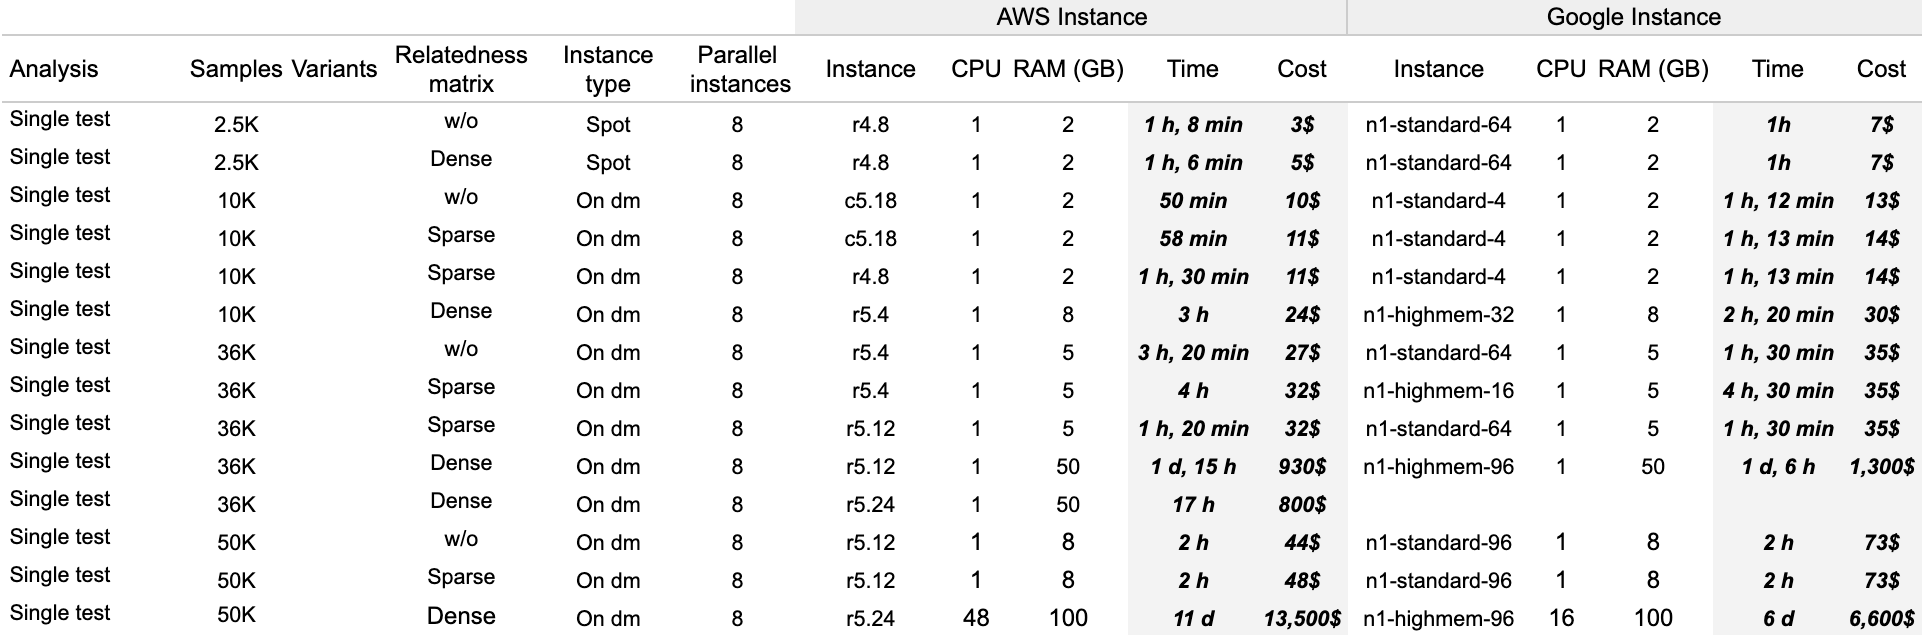 AWS Instance Google Instance
Analysis Samples Variants Relatedness matrix Instance type Parallel instances Instance CPU RAM (GB) Time Cost Instance CPU RAM (GB) Time Cost
Single test 2.5K w/o Spot 8 r4.8 1 2 1 h, 8 min 3$ n1-standard-64 1 2 1h 7$
Single test 2.5K Dense Spot 8 r4.8 1 2 1 h, 6 min 5$ n1-standard-64 1 2 1h 7$
Single test 10K w/o On dm 8 c5.18 1 2 50 min 10$ n1-standard-4 1 2 1 h, 12 min 13$
Single test 10K Sparse On dm 8 c5.18 1 2 58 min 11$ n1-standard-4 1 2 1 h, 13 min 14$
Single test 10K Sparse On dm 8 r4.8 1 2 1 h, 30 min 11$ n1-standard-4 1 2 1 h, 13 min 14$
Single test 10K Dense On dm 8 r5.4 1 8 3 h 24$ n1-highmem-32 1 8 2 h, 20 min 30$
Single test 36K w/o On dm 8 r5.4 1 5 3 h, 20 min 27$ n1-standard-64 1 5 1 h, 30 min 35$
Single test 36K Sparse On dm 8 r5.4 1 5 4 h 32$ n1-highmem-16 1 5 4 h, 30 min 35$
Single test 36K Sparse On dm 8 r5.12 1 5 1 h, 20 min 32$ n1-standard-64 1 5 1 h, 30 min 35$
Single test 36K Dense On dm 8 r5.12 1 50 1 d, 15 h 930$ n1-highmem-96 1 50 1 d, 6 h 1,300$
Single test 36K Dense On dm 8 r5.24 1 50 17 h 800$
Single test 50K w/o On dm 8 r5.12 1 8 2 h 44$ n1-standard-96 1 8 2 h 73$
Single test 50K Sparse On dm 8 r5.12 1 8 2 h 48$ n1-standard-96 1 8 2 h 73$
Single test 50K Dense On dm 8 r5.24 48 100 11 d 13,500$ n1-highmem-96 16 100 6 d 6,600$